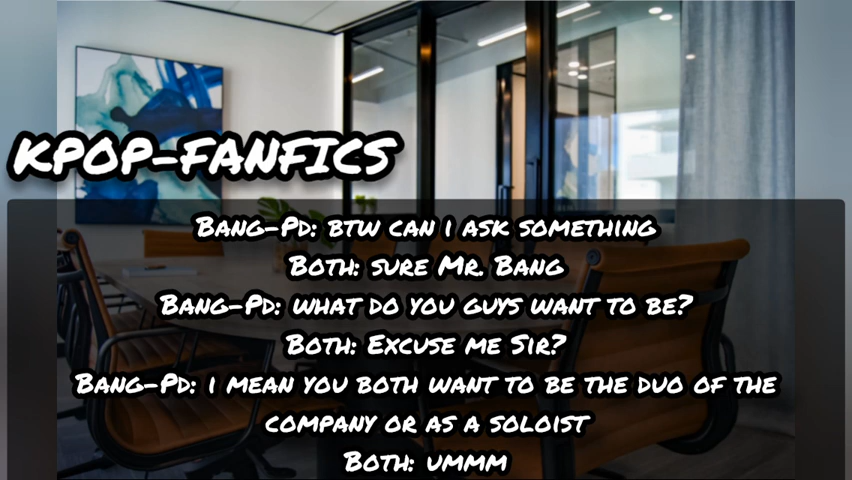 KPOP-FANFICS
Bang-Pd: btw can i ask something
Both: sure Mr. Bang
Bang-Pd: what do you guys want to be?
Both: Excuse me Sir?
Bang-Pd: i mean you both want to be the duo of the
company or as a soloist
Both: ummm